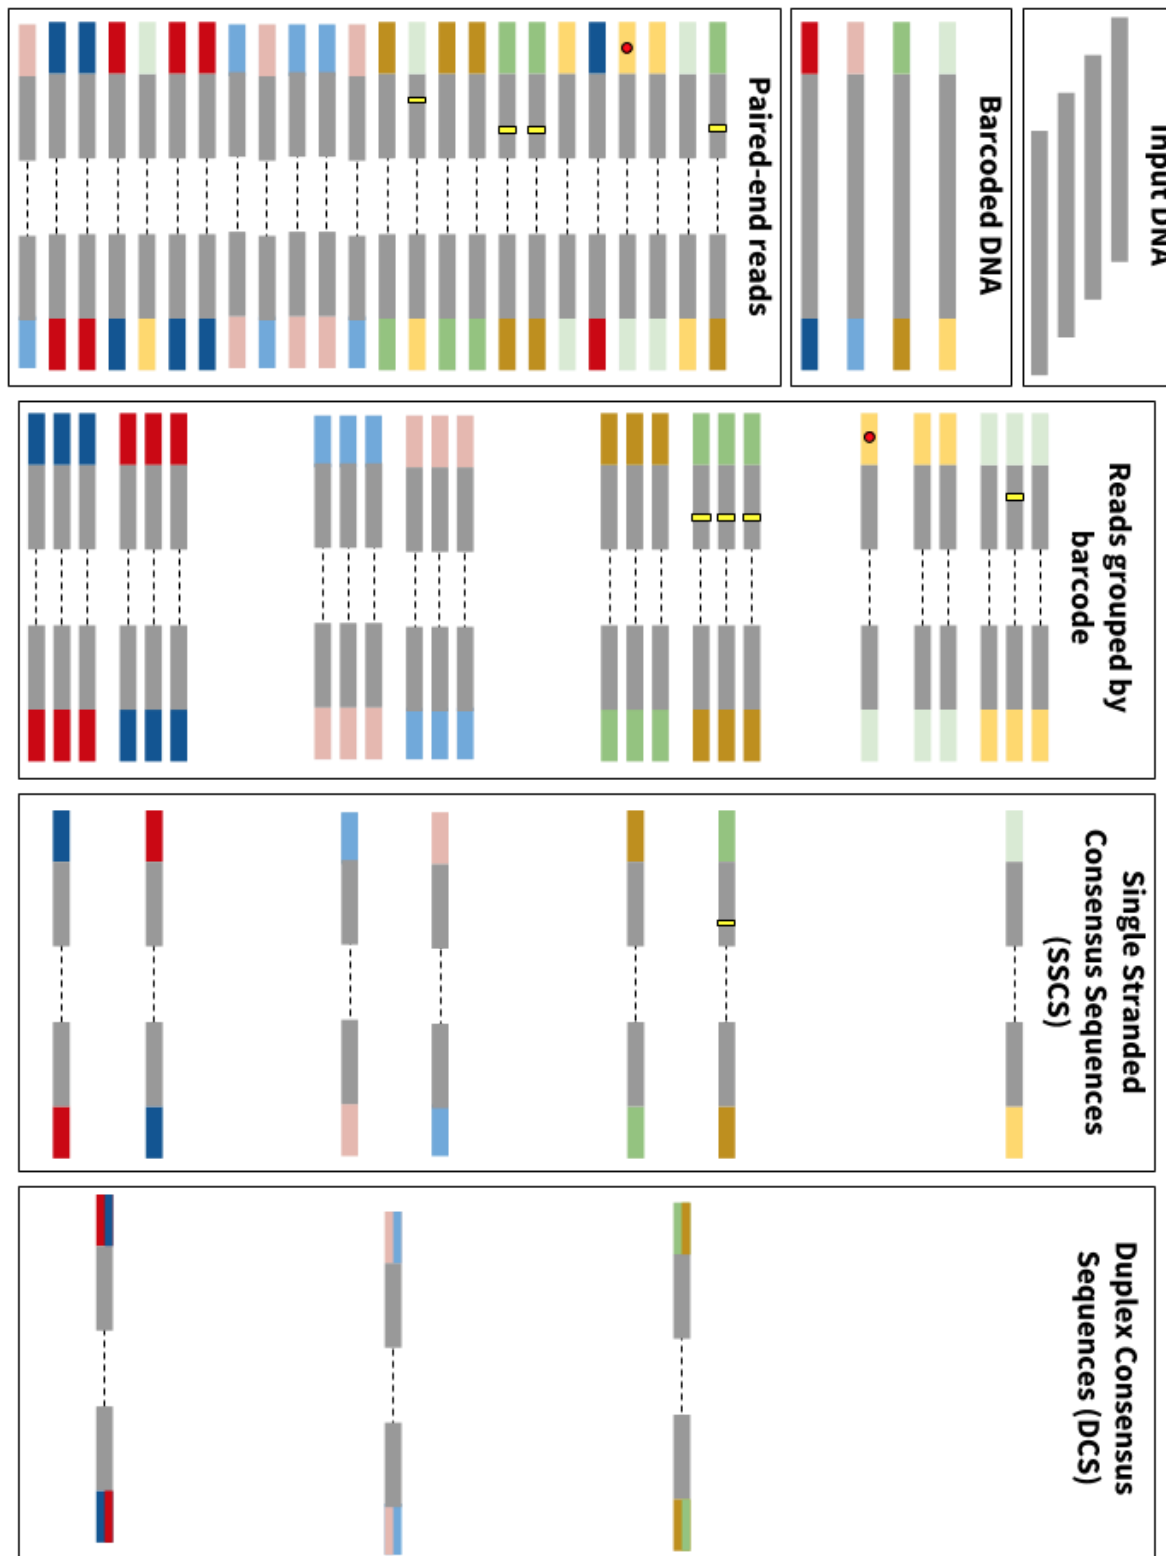 Input DNA
Barcoded DNA
Paired-end reads
Reads grouped by
barcode
Single Stranded
Consensus Sequences
(SSCS)
Duplex Consensus
Sequences (DCS)